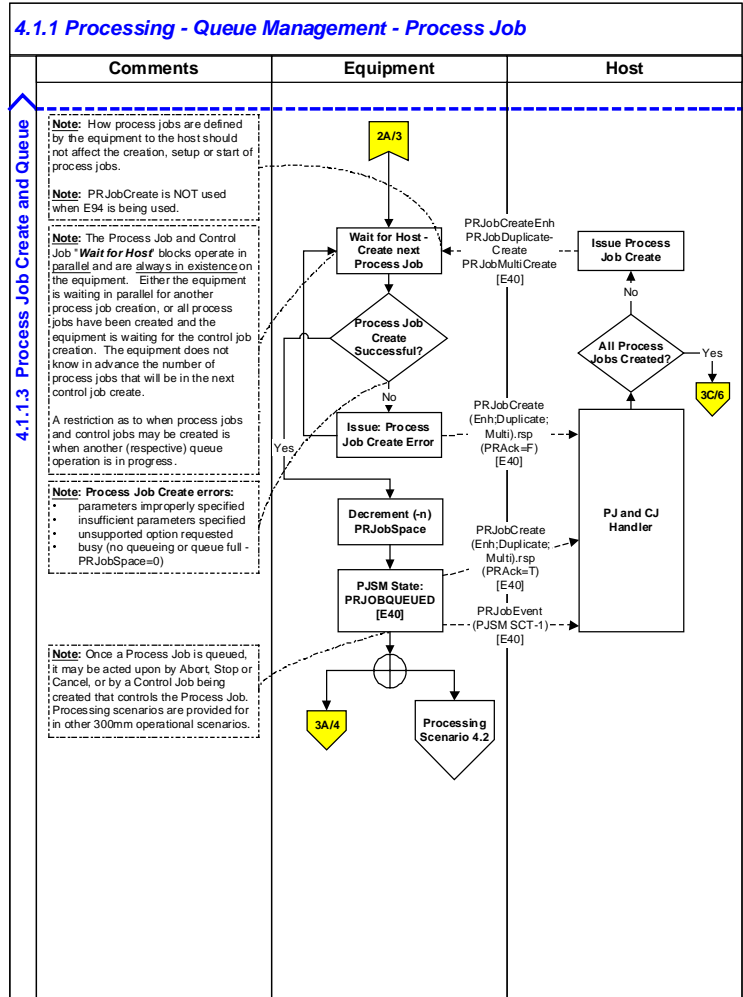 4.1.1 Processing - Queue Management - Process Job
Comments
Equipment
Host
4.1.1.3 Process Job Create and Queue
Note: How process jobs are defined
by the equipment to the host should
not affect the creation, setup or start of
process jobs.
Note: PRJobCreate is NOT used
when E94 is being used.
Note: The Process Job and Control
Job "Wait for Host' blocks operate in
parallel and are always in existence on
the equipment. Either the equipment
is waiting in parallel for another
process job creation, or all process
jobs have been created and the
equipment is waiting for the control job
creation. The equipment does not
know in advance the number of
process jobs that will be in the next
control job create.
A restriction as to when process jobs
and control jobs may be created is
when another (respective) queue
operation is in progress.
Note: Process Job Create errors:
• parameters improperly specified
• insufficient parameters specified
• unsupported option requested
• busy (no queueing or queue full -
PRJobSpace=0)
Note: Once a Process Job is queued,
it may be acted upon by Abort, Stop or
Cancel, or by a Control Job being
created that controls the Process Job.
Processing scenarios are provided for
in other 300mm operational scenarios.
2A/3
Wait for Host -
Create next
Process Job
Process Job
Create
Successful?
No
Yes
Issue: Process
Job Create Error
Decrement (-n)
PRJobSpace
PJSM State:
PRJOBQUEUED
[E40]
3A/4
Processing
Scenario 4.2
PRJobCreateEnh
PRJobDuplicate-
Create
PRJobMultiCreate
[E40]
PRJobCreate
(Enh;Duplicate;
Multi).rsp
(PRAck=F)
[E40]
PRJobCreate
(Enh;Duplicate;
Multi).rsp
(PRAck=T)
[E40]
PRJobEvent
(PJSM SCT-1)
[E40]
Issue Process
Job Create
No
All Process
Jobs Created?
Yes
3C/6
PJ and CJ
Handler